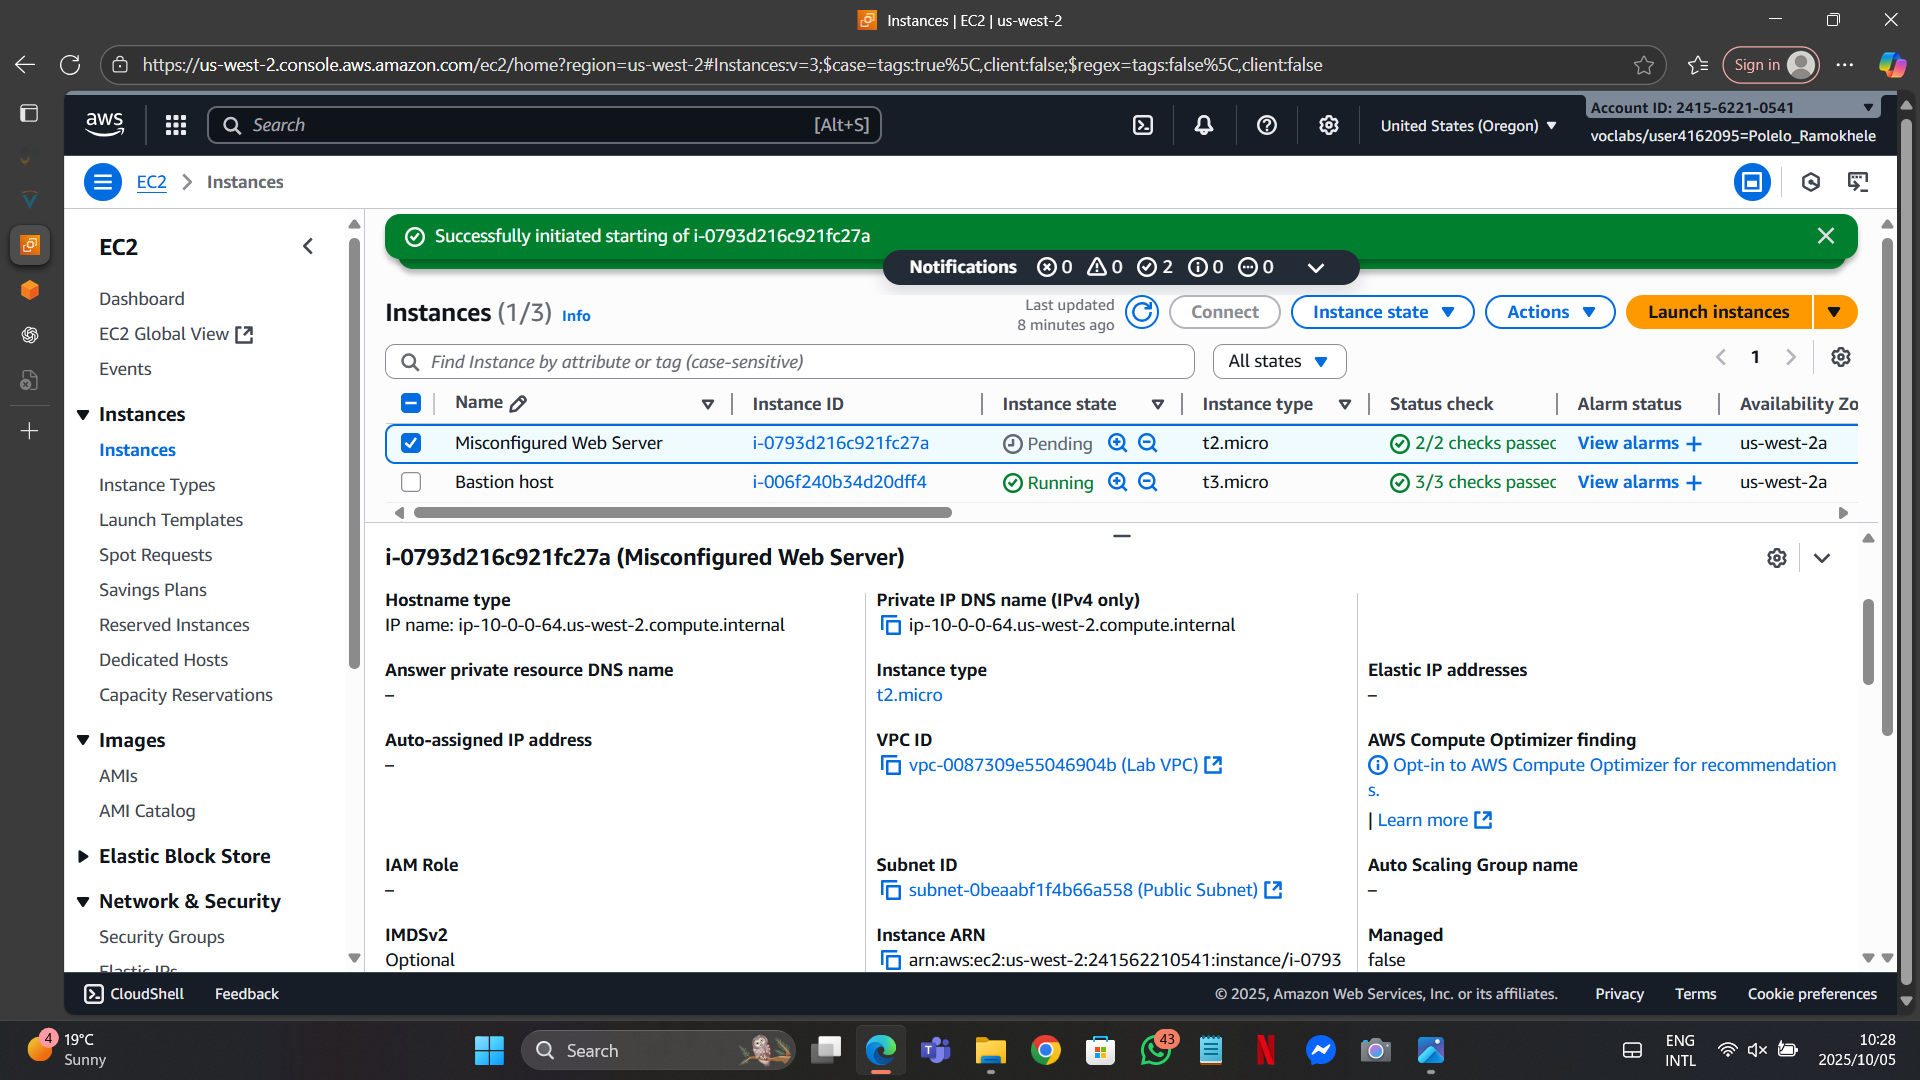 Instances | EC2 | us-west-2
https://us-west-2.console.aws.amazon.com/ec2/home?region=us-west-2#Instances:v=3;$case=tags:true%5C,client:false;$regex=tags:false%5C,client:false
Sign in
aws
Search [Alt+S]
United States (Oregon)
Account ID: 2415-6221-0541
voclabs/user4162095=Polelo_Ramokhele
EC2 Instances
EC2
Dashboard
EC2 Global View
Events
Instances
Instances
Instance Types
Launch Templates
Spot Requests
Savings Plans
Reserved Instances
Dedicated Hosts
Capacity Reservations
Images
AMIs
AMI Catalog
Elastic Block Store
Network & Security
Security Groups
Elastic IPs
Successfully initiated starting of i-0793d216c921fc27a
Notifications 0 0 2 0 0
Instances (1/3) Info
Last updated
8 minutes ago
Connect
Instance state
Actions
Launch instances
Find Instance by attribute or tag (case-sensitive)
All states
1
Name Instance ID Instance state Instance type Status check Alarm status Availability Zo
Misconfigured Web Server i-0793d216c921fc27a Pending t2.micro 2/2 checks passec View alarms + us-west-2a
Bastion host i-006f240b34d20dff4 Running t3.micro 3/3 checks passec View alarms + us-west-2a
i-0793d216c921fc27a (Misconfigured Web Server)
Hostname type
IP name: ip-10-0-0-64.us-west-2.compute.internal
Private IP DNS name (IPv4 only)
ip-10-0-0-64.us-west-2.compute.internal
Answer private resource DNS name
–
Instance type
t2.micro
Elastic IP addresses
–
Auto-assigned IP address
–
VPC ID
vpc-0087309e55046904b (Lab VPC)
AWS Compute Optimizer finding
Opt-in to AWS Compute Optimizer for recommendation
s.
| Learn more
IAM Role
–
Subnet ID
subnet-0beaabf1f4b66a558 (Public Subnet)
Auto Scaling Group name
–
IMDSv2
Optional
Instance ARN
arn:aws:ec2:us-west-2:241562210541:instance/i-0793
Managed
false
CloudShell Feedback
© 2025, Amazon Web Services, Inc. or its affiliates. Privacy Terms Cookie preferences
4
19°C
Sunny
Search
43
ENG
INTL
10:28
2025/10/05